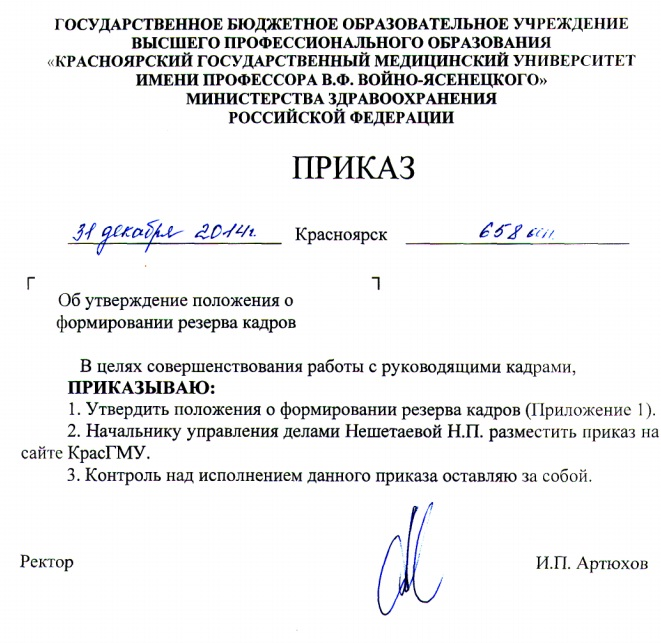 ГОСУДАРСТВЕННОЕ БЮДЖЕТНОЕ ОБРАЗОВАТЕЛЬНОЕ УЧРЕЖДЕНИЕ
ВЫСШЕГО ПРОФЕССИОНАЛЬНОГО ОБРАЗОВАНИЯ
«КРАСНОЯРСКИЙ ГОСУДАРСТВЕННЫЙ МЕДИЦИНСКИЙ УНИВЕРСИТЕТ
ИМЕНИ ПРОФЕССОРА В.Ф. ВОЙНО-ЯСЕНЕЦКОГО»
МИНИСТЕРСТВА ЗДРАВООХРАНЕНИЯ
РОССИЙСКОЙ ФЕДЕРАЦИИ
ПРИКАЗ
31 декабря 2014г. Красноярск 658
Об утверждение положения о
формировании резерва кадров
В целях совершенствования работы с руководящими кадрами,
ПРИКАЗЫВАЮ:
1. Утвердить положения о формировании резерва кадров (Приложение 1).
2. Начальнику управления делами Нешетаевой Н.П. разместить приказ на
сайте КрасГМУ.
3. Контроль над исполнением данного приказа оставляю за собой.
Ректор И.П. Артюхов